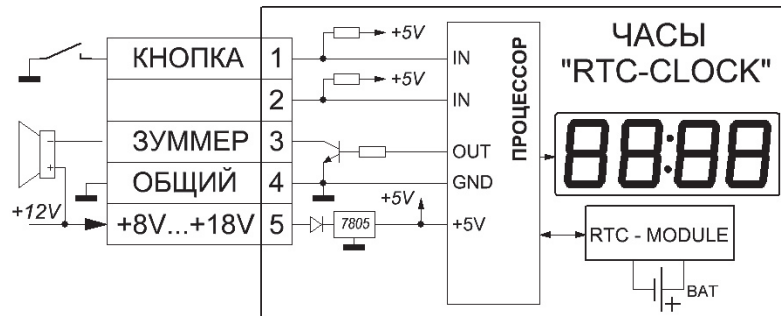 ЧАСЫ
"RTC-CLOCK"
КНОПКА 1 +5V IN
2 +5V IN
ЗУММЕР 3 OUT
ОБЩИЙ 4 GND
+12V +8V...+18V 5 7805 +5V +5V
ПРОЦЕССОР
88:88
RTC - MODULE
BAT
- + +